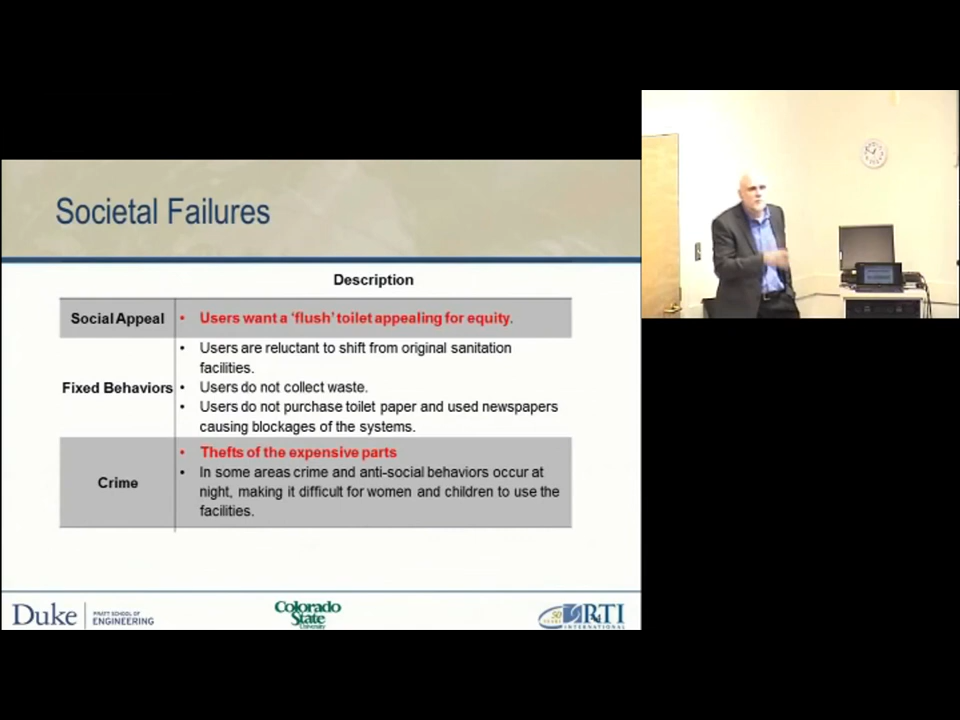 Societal Failures
Description
Social Appeal
• Users want a ‘flush’ toilet appealing for equity.
Fixed Behaviors
• Users are reluctant to shift from original sanitation
facilities.
• Users do not collect waste.
• Users do not purchase toilet paper and used newspapers
causing blockages of the systems.
Crime
• Thefts of the expensive parts
• In some areas crime and anti-social behaviors occur at
night, making it difficult for women and children to use the
facilities.
Duke
PRATT SCHOOL OF
ENGINEERING
Colorado
State
University
50
YEARS
RTI
INTERNATIONAL